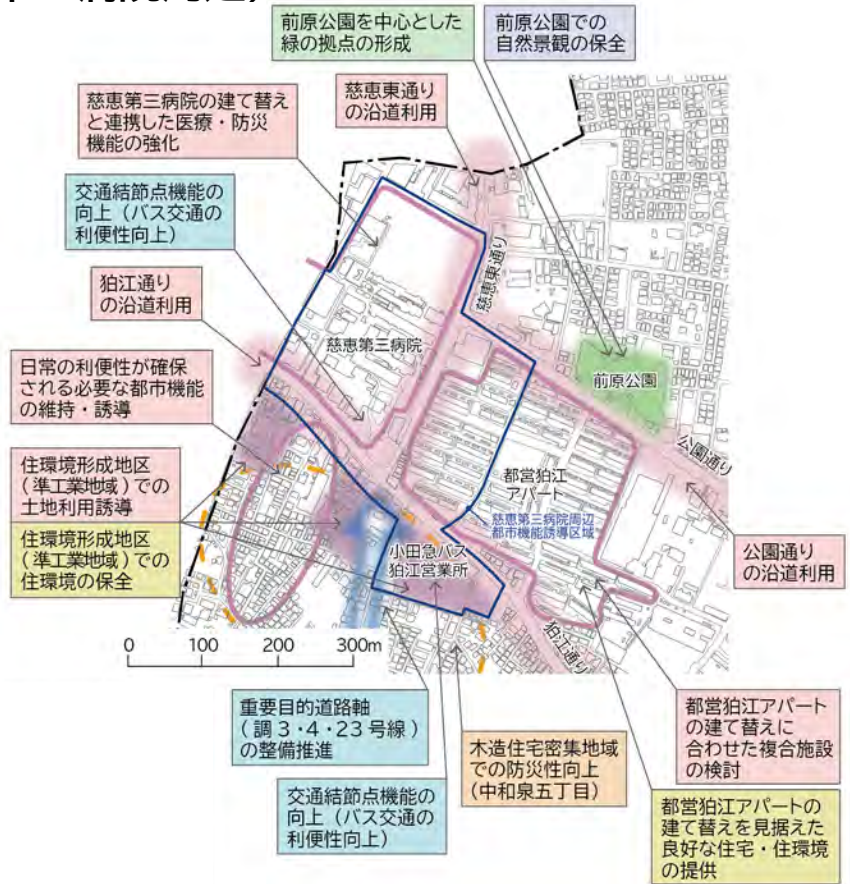 前原公園を中心とした
緑の拠点の形成
前原公園での
自然景観の保全
慈恵第三病院の建て替え
と連携した医療・防災
機能の強化
慈恵東通り
の沿道利用
交通結節点機能の
向上（バス交通の
利便性向上）
狛江通り
の沿道利用
日常の利便性が確保
される必要な都市機能
の維持・誘導
住環境形成地区
（準工業地域）での
土地利用誘導
住環境形成地区
（準工業地域）での
住環境の保全
慈恵東通り
慈恵第三病院
前原公園
公園通り
都営狛江
アパート
慈恵第三病院周辺
都市機能誘導区域
小田急バス
狛江営業所
狛江通り
公園通り
の沿道利用
0 100 200 300m
重要目的道路軸
（調3・4・23号線）
の整備推進
交通結節点機能の
向上（バス交通の
利便性向上）
木造住宅密集地域
での防災性向上
（中和泉五丁目）
都営狛江アパート
の建て替えに
合わせた複合施設
の検討
都営狛江アパートの
建て替えを見据えた
良好な住宅・住環境
の提供